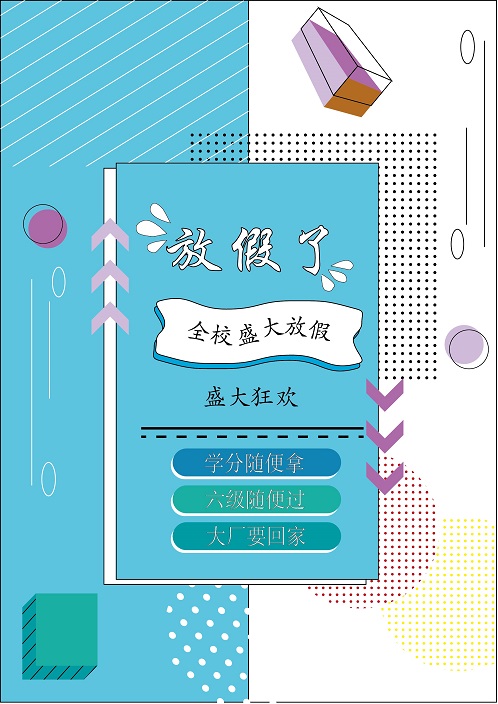 放假了
全校盛大放假
盛大狂欢
学分随便拿
六级随便过
大厂要回家